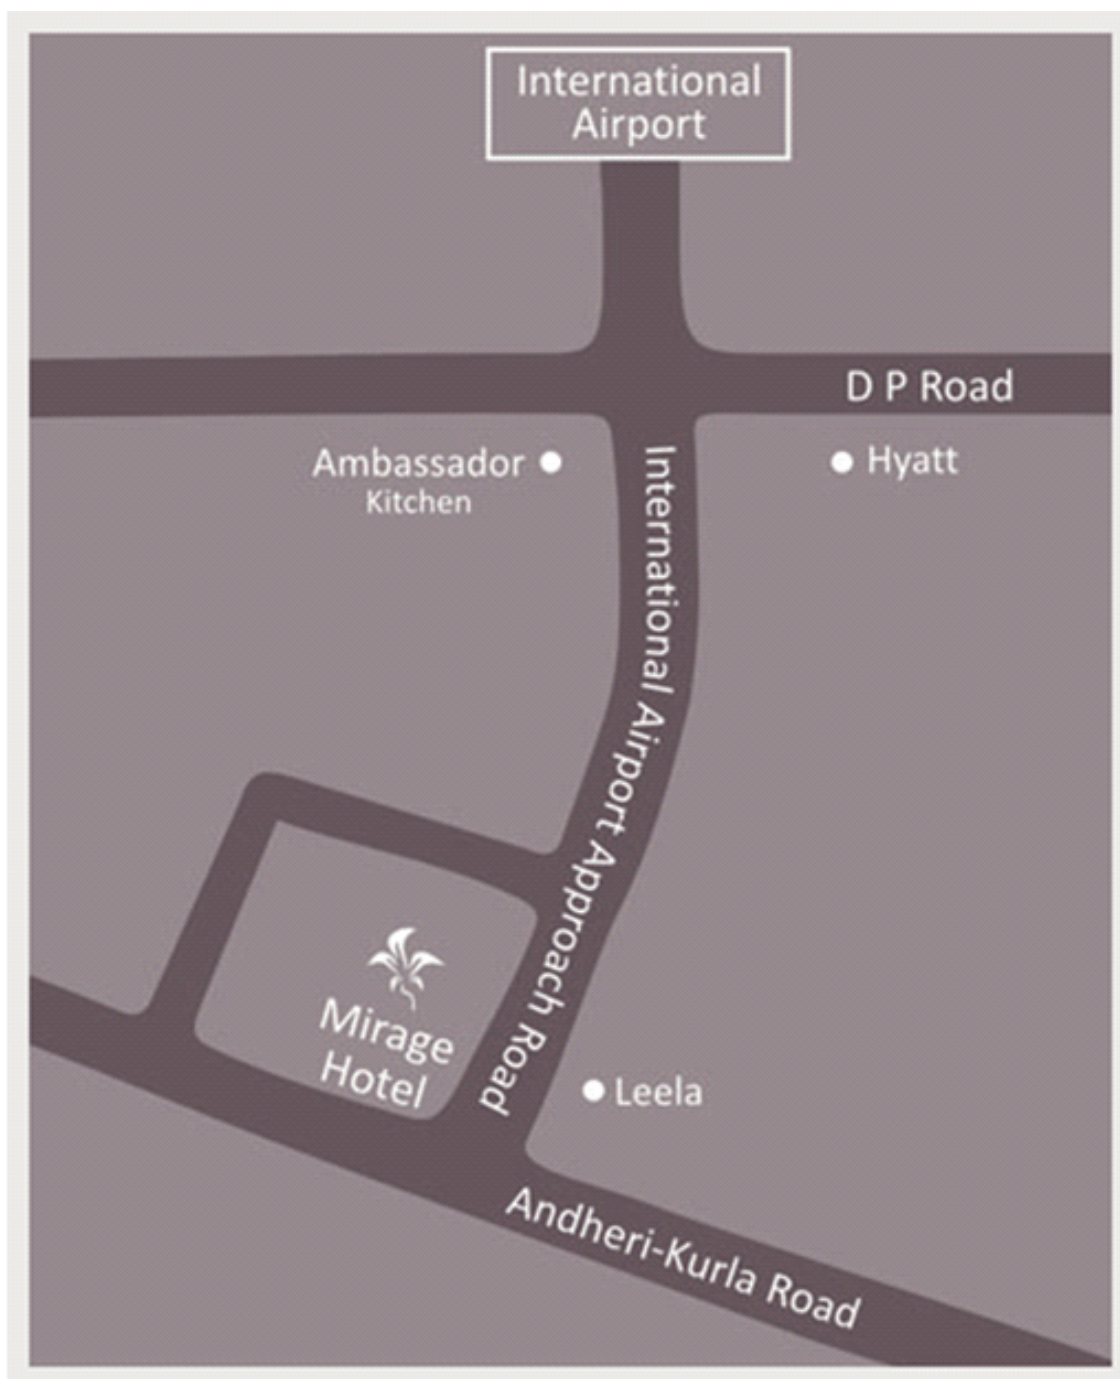 International
Airport
D P Road
Ambassador
Kitchen
Hyatt
International Airport Approach Road
Mirage
Hotel
Leela
Andheri-Kurla Road